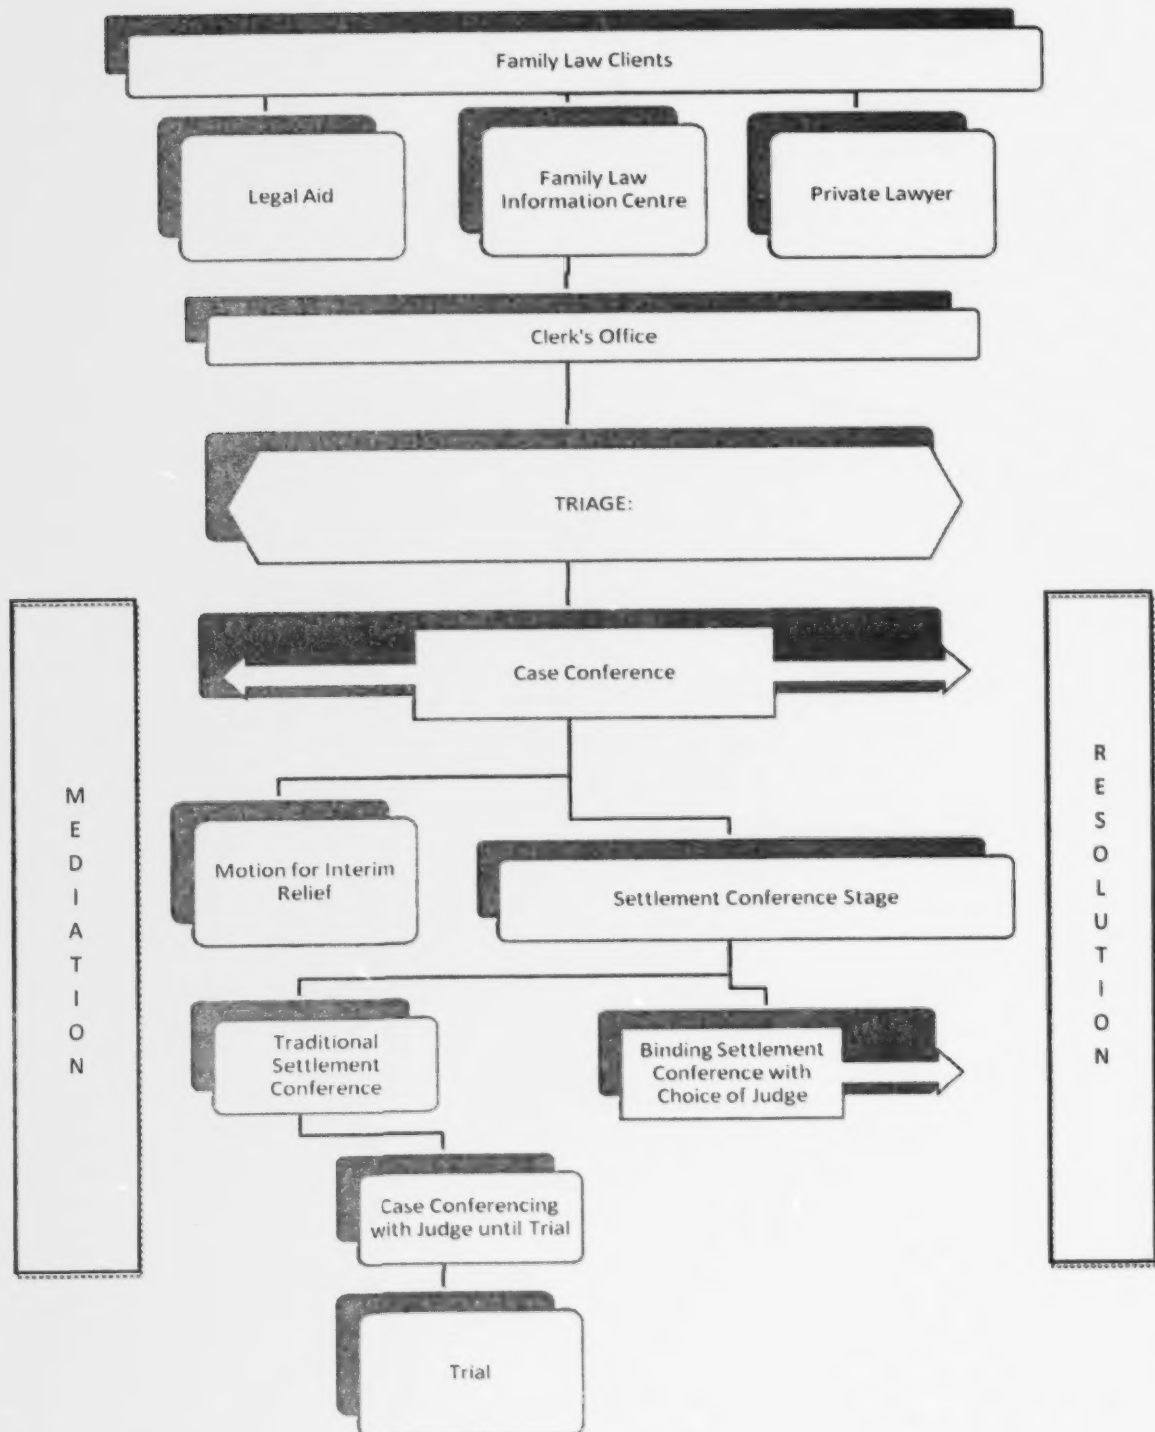 Family Law Clients
Legal Aid
Family Law
Information Centre
Private Lawyer
Clerk's Office
TRIAGE:
Case Conference
MEDIATION
RESOLUTION
Motion for Interim
Relief
Settlement Conference Stage
Traditional
Settlement
Conference
Binding Settlement
Conference with
Choice of Judge
Case Conferencing
with Judge until Trial
Trial